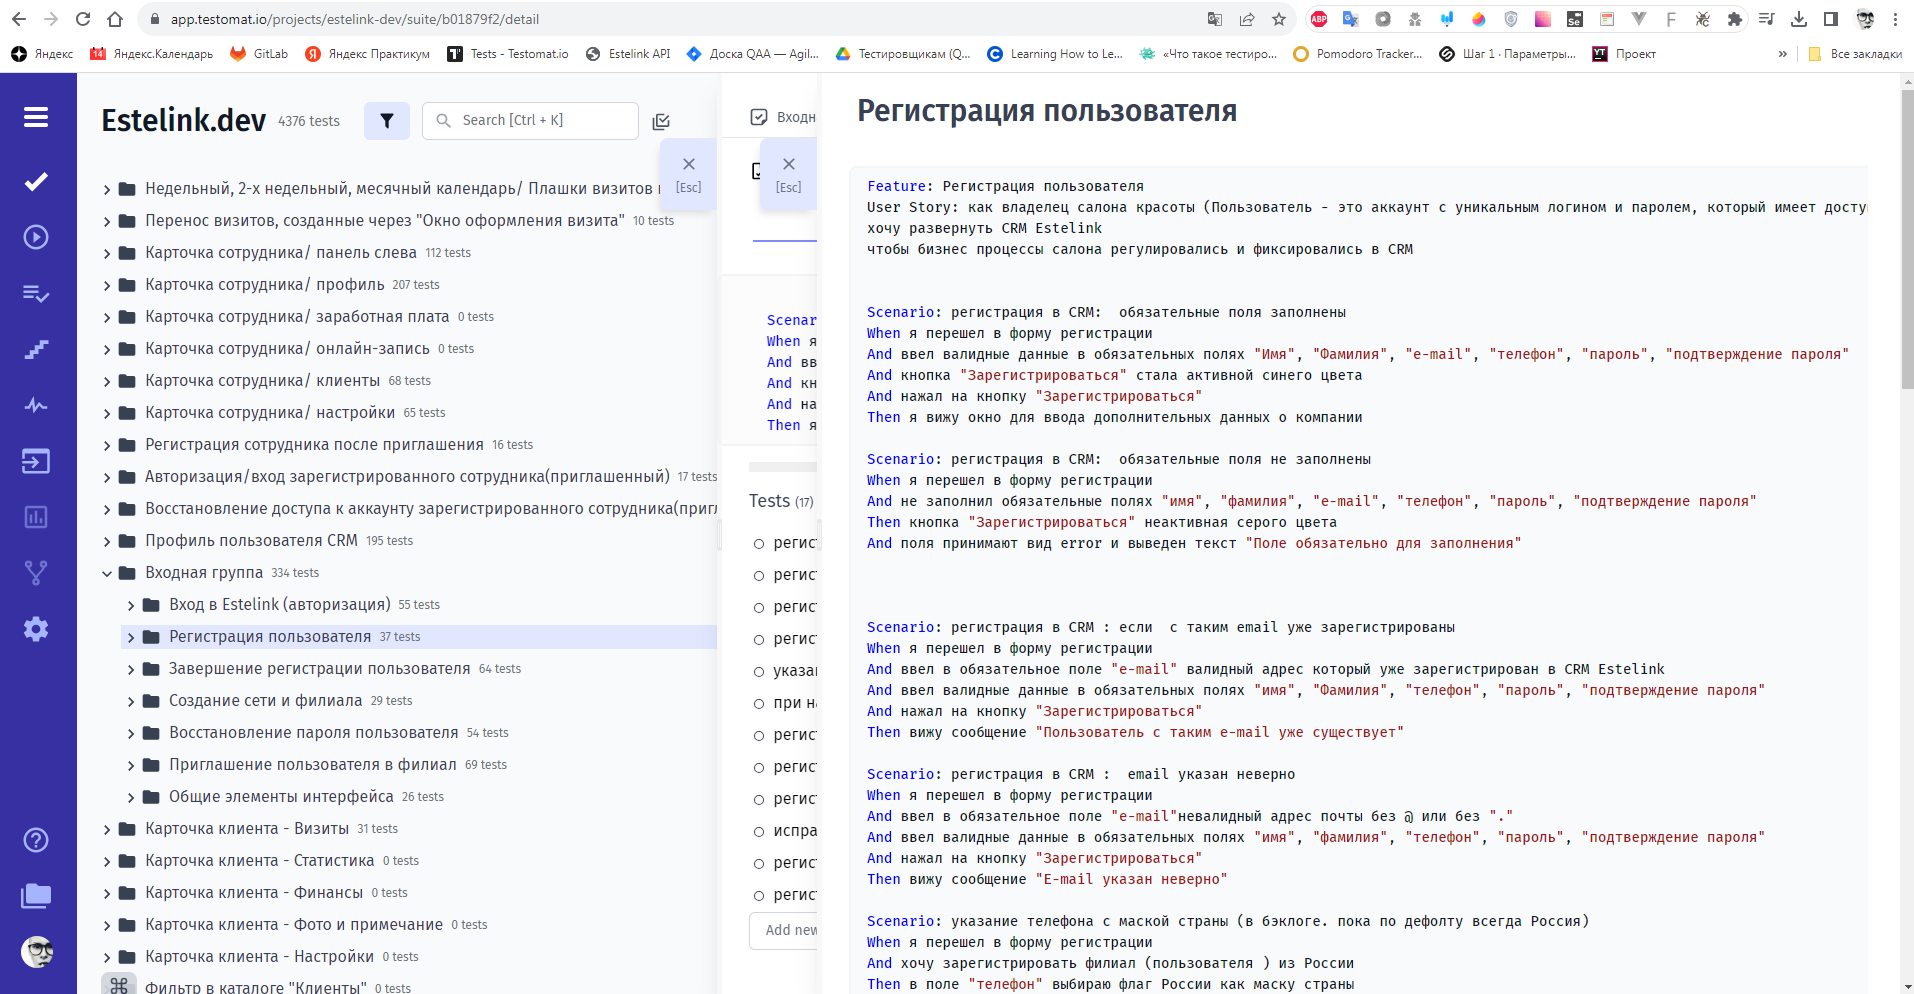 app.testomat.io/projects/estelink-dev/suite/b01879f2/detail
Яндекс
Яндекс.Календарь
GitLab
Яндекс Практикум
Tests - Testomat.io
Estelink API
Доска QAA — Agil...
Тестировщикам (Q...
Learning How to Le...
«Что такое тестиро...
Pomodoro Tracker...
Шаг 1 · Параметры...
Проект
»
Все закладки
Estelink.dev 4376 tests
Search [Ctrl + K]
[Esc]
Недельный, 2-х недельный, месячный календарь/ Плашки визитов
Перенос визитов, созданные через "Окно оформления визита" 10 tests
Карточка сотрудника/ панель слева 112 tests
Карточка сотрудника/ профиль 207 tests
Карточка сотрудника/ заработная плата 0 tests
Карточка сотрудника/ онлайн-запись 0 tests
Карточка сотрудника/ клиенты 68 tests
Карточка сотрудника/ настройки 65 tests
Регистрация сотрудника после приглашения 16 tests
Авторизация/вход зарегистрированного сотрудника(приглашенный) 17 tests
Восстановление доступа к аккаунту зарегистрированного сотрудника(пригл
Профиль пользователя CRM 195 tests
Входная группа 334 tests
Вход в Estelink (авторизация) 55 tests
Регистрация пользователя 37 tests
Завершение регистрации пользователя 64 tests
Создание сети и филиала 29 tests
Восстановление пароля пользователя 54 tests
Приглашение пользователя в филиал 69 tests
Общие элементы интерфейса 26 tests
Карточка клиента - Визиты 31 tests
Карточка клиента - Статистика 0 tests
Карточка клиента - Финансы 0 tests
Карточка клиента - Фото и примечание 0 tests
Карточка клиента - Настройки 0 tests
Фильтр в каталоге "Клиенты" 0 tests
Входн
[Esc]
Scenar
When я
And вв
And кн
And на
Then я
Tests (17)
регис
регис
регис
регис
указа
при н
регис
регис
регис
испра
регис
регис
Add new
Регистрация пользователя
Feature: Регистрация пользователя
User Story: как владелец салона красоты (Пользователь - это аккаунт с уникальным логином и паролем, который имеет досту
хочу развернуть CRM Estelink
чтобы бизнес процессы салона регулировались и фиксировались в CRM
Scenario: регистрация в CRM:  обязательные поля заполнены
When я перешел в форму регистрации
And ввел валидные данные в обязательных полях "Имя", "Фамилия", "e-mail", "телефон", "пароль", "подтверждение пароля"
And кнопка "Зарегистрироваться" стала активной синего цвета
And нажал на кнопку "Зарегистрироваться"
Then я вижу окно для ввода дополнительных данных о компании
Scenario: регистрация в CRM:  обязательные поля не заполнены
When я перешел в форму регистрации
And не заполнил обязательные полях "имя", "фамилия", "e-mail", "телефон", "пароль", "подтверждение пароля"
Then кнопка "Зарегистрироваться" неактивная серого цвета
And поля принимают вид error и выведен текст "Поле обязательно для заполнения"
Scenario: регистрация в CRM : если  с таким email уже зарегистрированы
When я перешел в форму регистрации
And ввел в обязательное поле "e-mail" валидный адрес который уже зарегистрирован в CRM Estelink
And ввел валидные данные в обязательных полях "имя", "Фамилия", "телефон", "пароль", "подтверждение пароля"
And нажал на кнопку "Зарегистрироваться"
Then вижу сообщение "Пользователь с таким e-mail уже существует"
Scenario: регистрация в CRM :  email указан неверно
When я перешел в форму регистрации
And ввел в обязательное поле "e-mail"невалидный адрес почты без @ или без "."
And ввел валидные данные в обязательных полях "имя", "фамилия", "телефон", "пароль", "подтверждение пароля"
And нажал на кнопку "Зарегистрироваться"
Then вижу сообщение "E-mail указан неверно"
Scenario: указание телефона с маской страны (в бэклоге. пока по дефолту всегда Россия)
When я перешел в форму регистрации
And хочу зарегистрировать филиал (пользователя ) из России
Then в поле "телефон" выбираю флаг России как маску страны